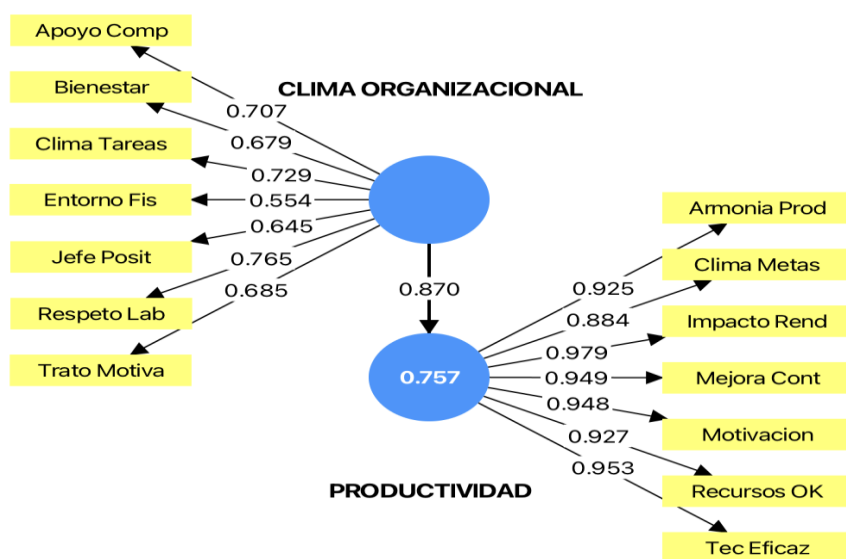 Apoyo Comp
Bienestar
Clima Tareas
Entorno Fis
Jefe Posit
Respeto Lab
Trato Motiva
CLIMA ORGANIZACIONAL
0.707
0.679
0.729
0.554
0.645
0.765
0.685
0.870
0.757
PRODUCTIVIDAD
0.925
0.884
0.979
0.949
0.948
0.927
0.953
Armonia Prod
Clima Metas
Impacto Rend
Mejora Cont
Motivacion
Recursos OK
Tec Eficaz